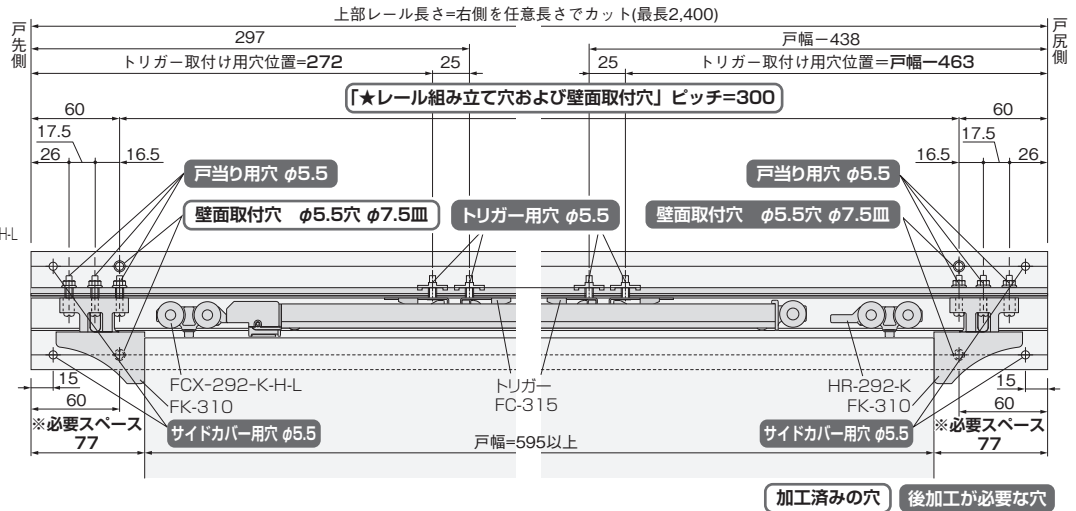 上部レール長さ=右側を任意長さでカット(最長2,400)
戸先側
戸尻側
297
戸幅−438
トリガー取付け用穴位置=272
25
25
トリガー取付け用穴位置=戸幅−463
60
「★レール組み立て穴および壁面取付穴」 ピッチ=300
60
17.5
17.5
26
16.5
16.5
26
戸当り用穴 φ5.5
戸当り用穴 φ5.5
壁面取付穴 φ5.5穴 φ7.5皿
トリガー用穴 φ5.5
壁面取付穴 φ5.5穴 φ7.5皿
H-L
15
FCX-292-K-H-L
トリガー
HR-292-K
15
60
FK-310
FC-315
FK-310
60
※必要スペース
77
サイドカバー用穴 φ5.5
サイドカバー用穴 φ5.5
※必要スペース
77
戸幅=595以上
加工済みの穴
後加工が必要な穴